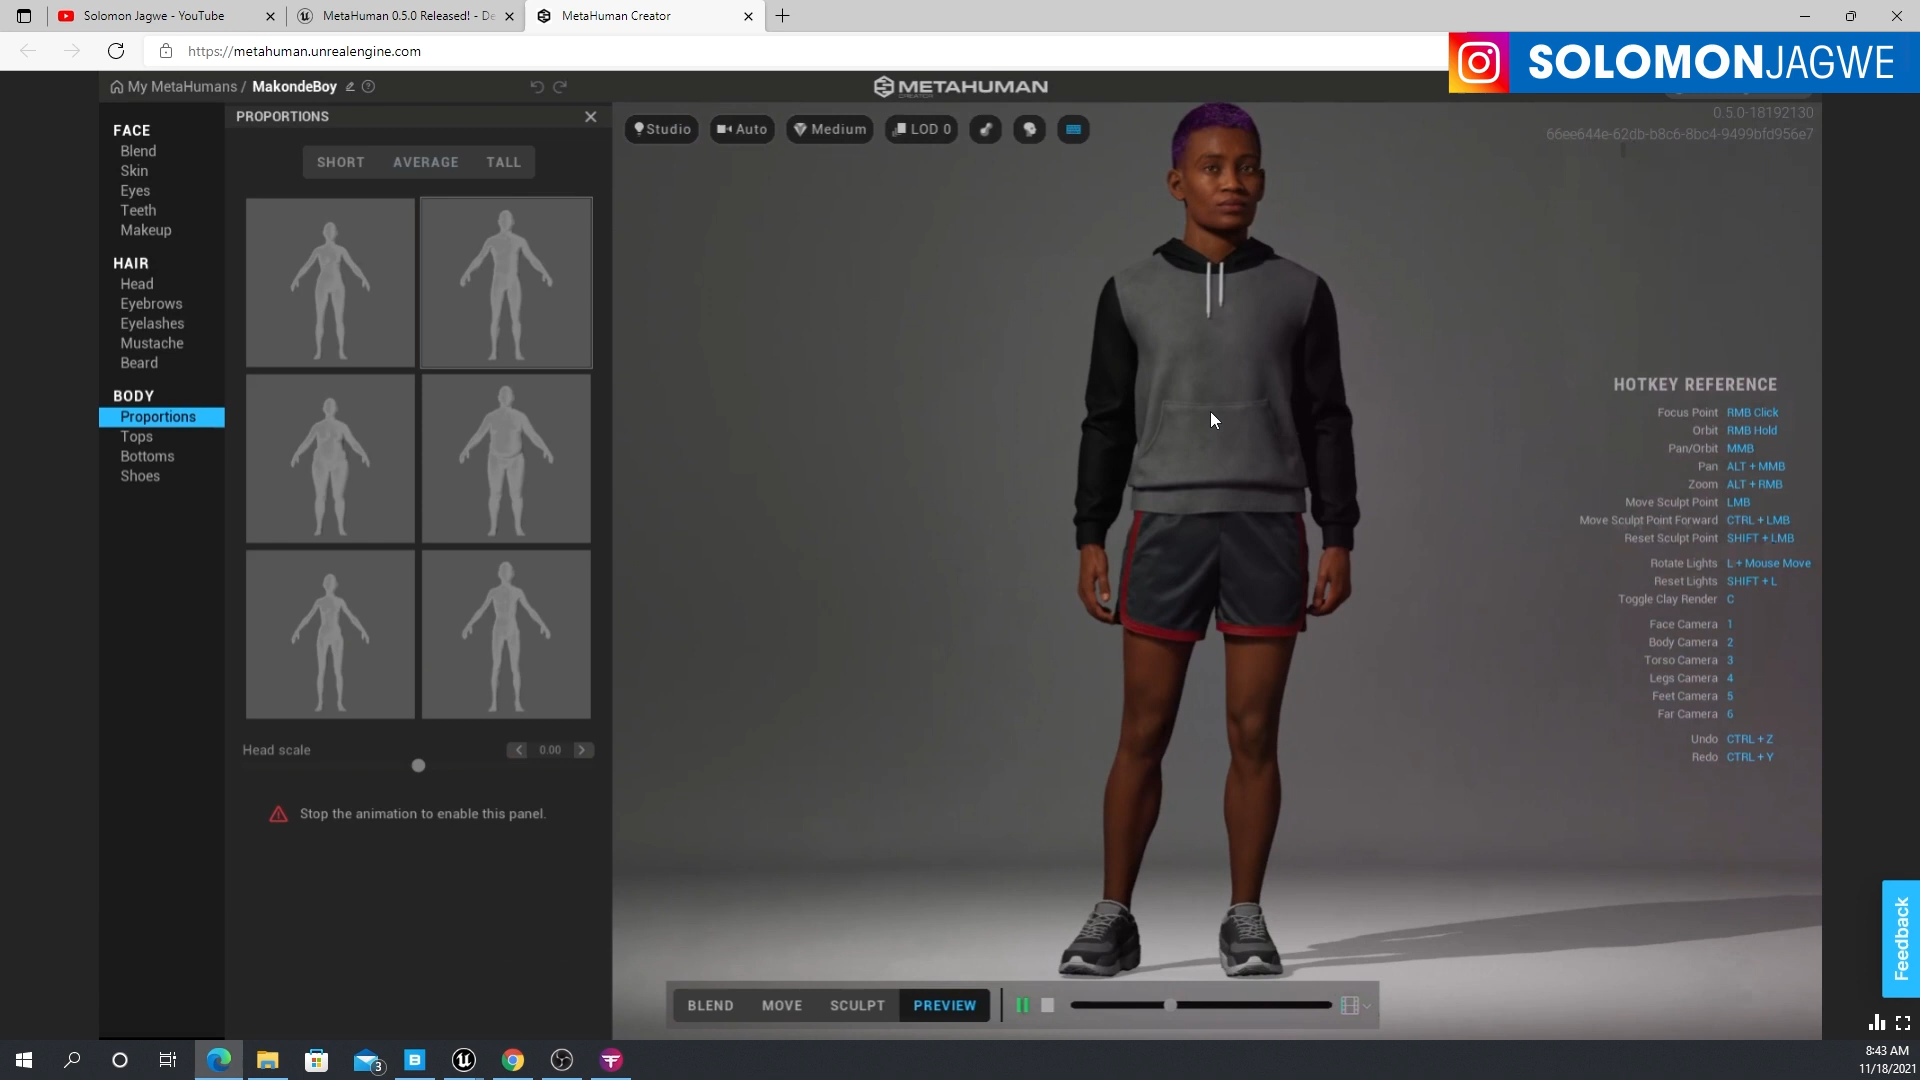 Solomon Jagwe - YouTube
MetaHuman 0.5.0 Released! - De
MetaHuman Creator
https://metahuman.unrealengine.com
SOLOMONJAGWE
My MetaHumans / MakondeBoy
METAHUMAN
CREATOR
0.5.0-18192130
66ee644e-62db-b8c6-8bc4-9499bfd956e7
FACE
Blend
Skin
Eyes
Teeth
Makeup
HAIR
Head
Eyebrows
Eyelashes
Mustache
Beard
BODY
Proportions
Tops
Bottoms
Shoes
PROPORTIONS
SHORT AVERAGE TALL
Head scale 0.00
Stop the animation to enable this panel.
Studio Auto Medium LOD 0
HOTKEY REFERENCE
Focus Point RMB Click
Orbit RMB Hold
Pan/Orbit MMB
Pan ALT + MMB
Zoom ALT + RMB
Move Sculpt Point LMB
Move Sculpt Point Forward CTRL + LMB
Reset Sculpt Point SHIFT + LMB
Rotate Lights L + Mouse Move
Reset Lights SHIFT + L
Toggle Clay Render C
Face Camera 1
Body Camera 2
Torso Camera 3
Legs Camera 4
Feet Camera 5
Far Camera 6
Undo CTRL + Z
Redo CTRL + Y
Feedback
BLEND MOVE SCULPT PREVIEW
3
B
8:43 AM
11/18/2021